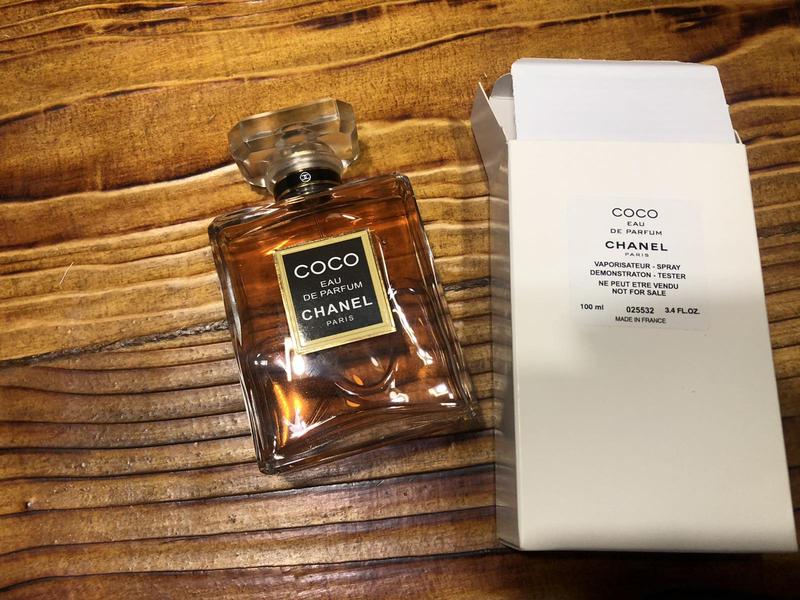 COCO
EAU
DE PARFUM
CHANEL
PARIS
COCO
EAU
DE PARFUM
CHANEL
PARIS
VAPORISATEUR - SPRAY
DEMONSTRATON - TESTER
NE PEUT ETRE VENDU
NOT FOR SALE
100 ml 025532 3.4 FL.OZ.
MADE IN FRANCE